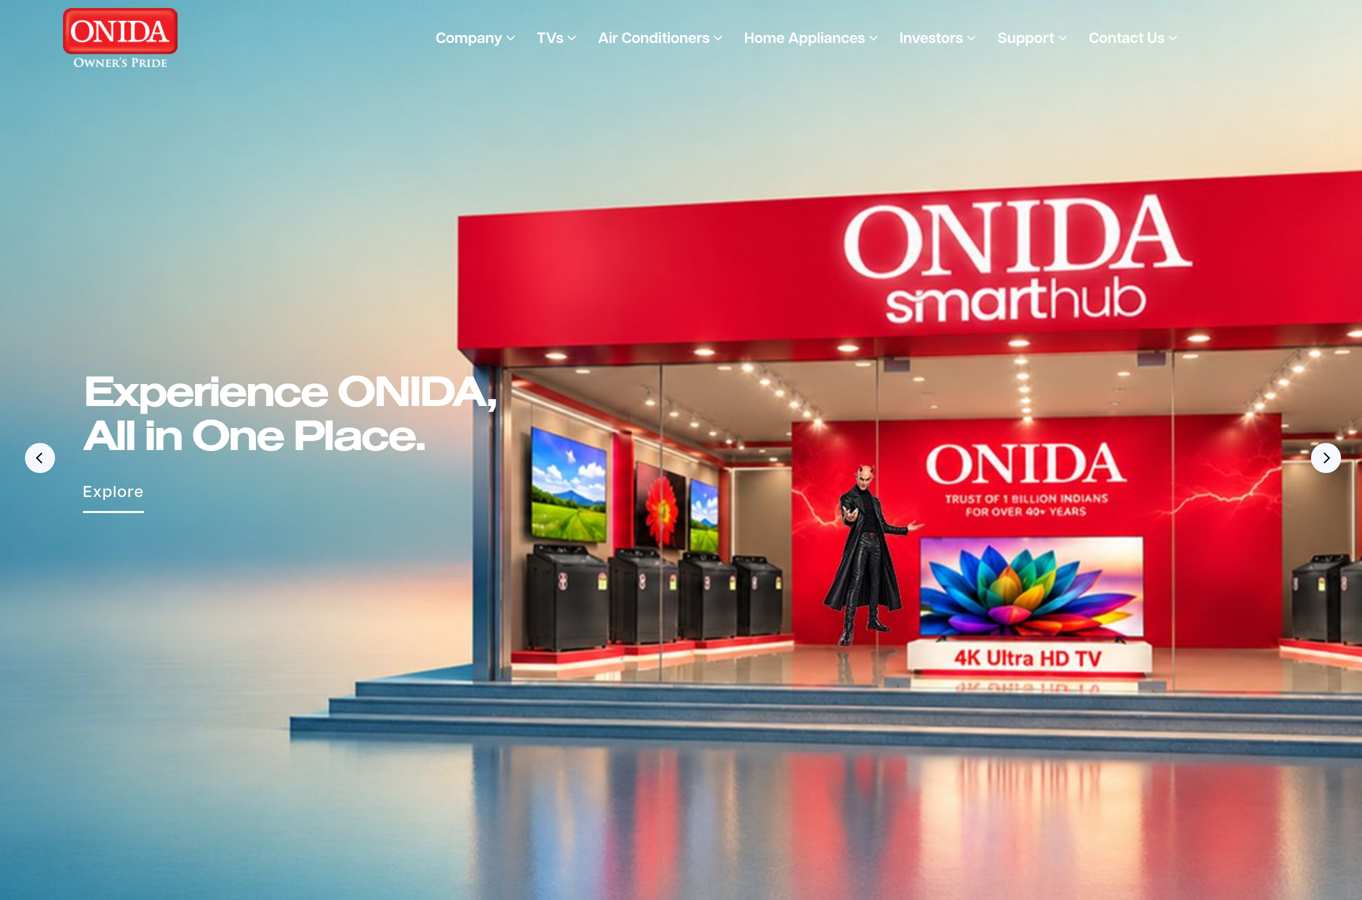 ONIDA
OWNER'S PRIDE
Company
TVs
Air Conditioners
Home Appliances
Investors
Support
Contact Us
ONIDA
smarthub
Experience ONIDA,
All in One Place.
Explore
ONIDA
TRUST OF 1 BILLION INDIANS
FOR OVER 40+ YEARS
4K Ultra HD TV